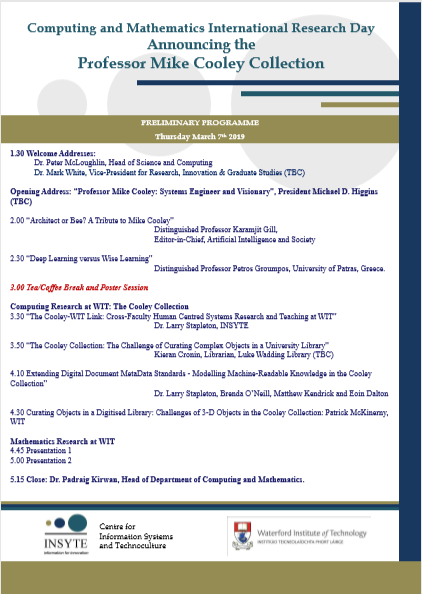 Computing and Mathematics International Research Day
Announcing the
Professor Mike Cooley Collection
PRELIMINARY PROGRAMME
Thursday March 7th 2019
1.30 Welcome Addresses:
Dr. Peter McLoughlin, Head of Science and Computing
Dr. Mark White, Vice-President for Research, Innovation & Graduate Studies (TBC)
Opening Address: "Professor Mike Cooley: Systems Engineer and Visionary", President Michael D. Higgins
(TBC)
2.00 "Architect or Bee? A Tribute to Mike Cooley"
Distinguished Professor Karamjit Gill,
Editor-in-Chief, Artificial Intelligence and Society
2.30 "Deep Learning versus Wise Learning"
Distinguished Professor Petros Groumpos, University of Patras, Greece.
3.00 Tea/Coffee Break and Poster Session
Computing Research at WIT: The Cooley Collection
3.30 "The Cooley-WIT Link: Cross-Faculty Human Centred Systems Research and Teaching at WIT"
Dr. Larry Stapleton, INSYTE
3.50 "The Cooley Collection: The Challenge of Curating Complex Objects in a University Library"
Kieran Cronin, Librarian, Luke Wadding Library (TBC)
4.10 Extending Digital Document MetaData Standards - Modelling Machine-Readable Knowledge in the Cooley
Collection"
Dr. Larry Stapleton, Brenda O'Neill, Matthew Kendrick and Eoin Dalton
4.30 Curating Objects in a Digitised Library: Challenges of 3-D Objects in the Cooley Collection: Patrick McKinerny,
WIT
Mathematics Research at WIT
4.45 Presentation 1
5.00 Presentation 2
5.15 Close: Dr. Padraig Kirwan, Head of Department of Computing and Mathematics.
INSYTE
Information for Innovation
Centre for
Information Systems
and Technoculture
Waterford Institute of Technology
INSTITIÚID TEICNEOLAÍOCHTA PHORT LÁIRGE